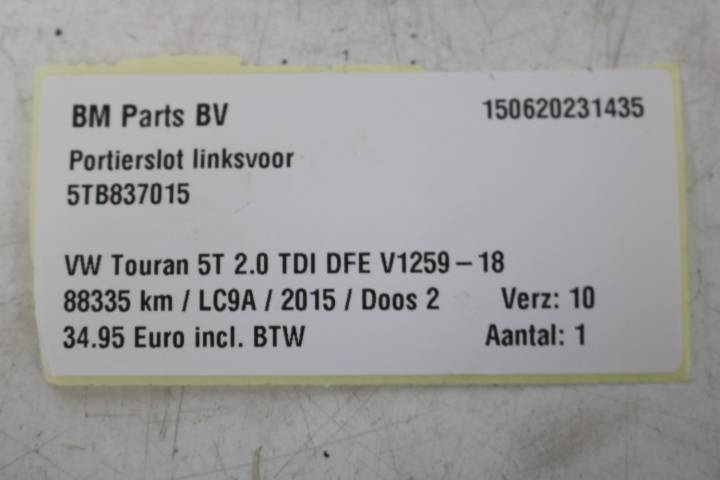 BM Parts BV 150620231435
Portierslot linksvoor
5TB837015
VW Touran 5T 2.0 TDI DFE V1259-18
88335 km / LC9A / 2015 / Doos 2 Verz: 10
34.95 Euro incl. BTW Aantal: 1